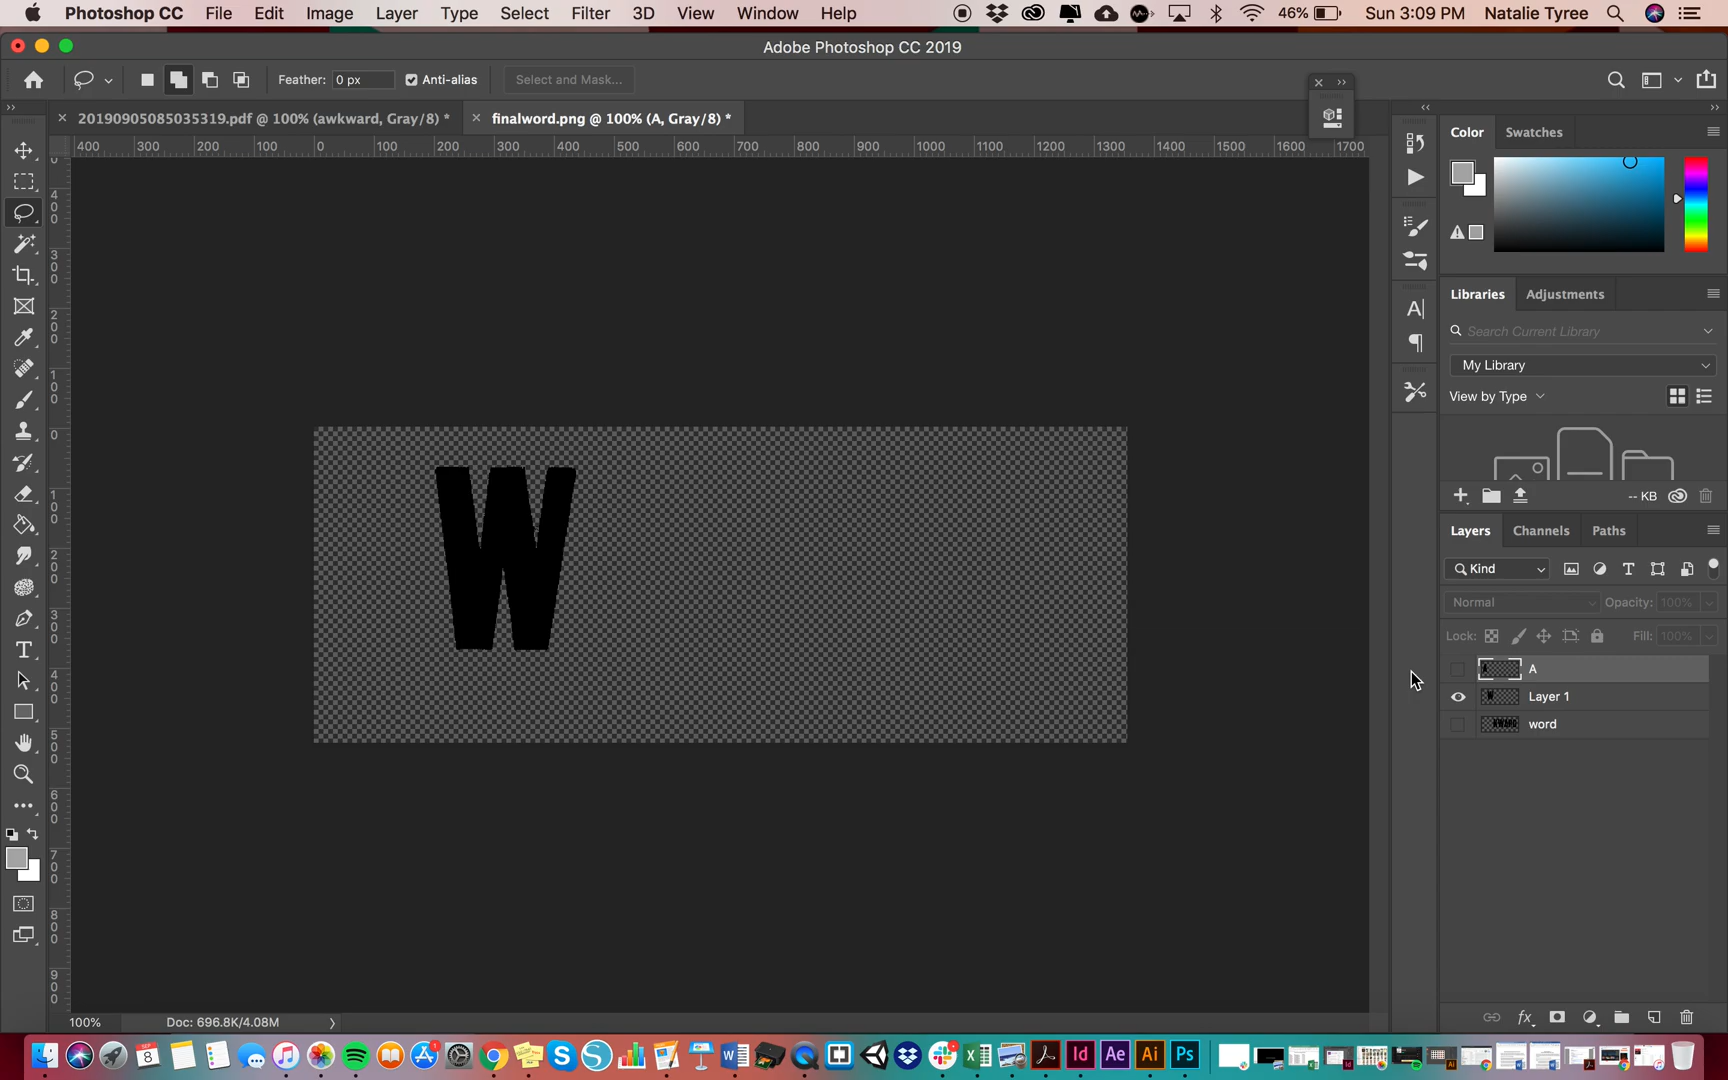 Photoshop CC File Edit Image Layer Type Select Filter 3D View Window Help 46% Sun 3:09 PM Natalie Tyree
Adobe Photoshop CC 2019
Feather: 0 px Anti-alias Select and Mask...
20190905085035319.pdf @ 100% (awkward, Gray/8) * finalword.png @ 100% (A, Gray/8) *
400 300 200 100 0 100 200 300 400 500 600 700 800 900 1000 1100 1200 1300 1400 1500 1600 1700
Color Swatches
Libraries Adjustments
Search Current Library
My Library
View by Type
W
-- KB
Layers Channels Paths
Kind
Normal Opacity: 100%
Lock: Fill: 100%
A
Layer 1
word
100% Doc: 696.8K/4.08M